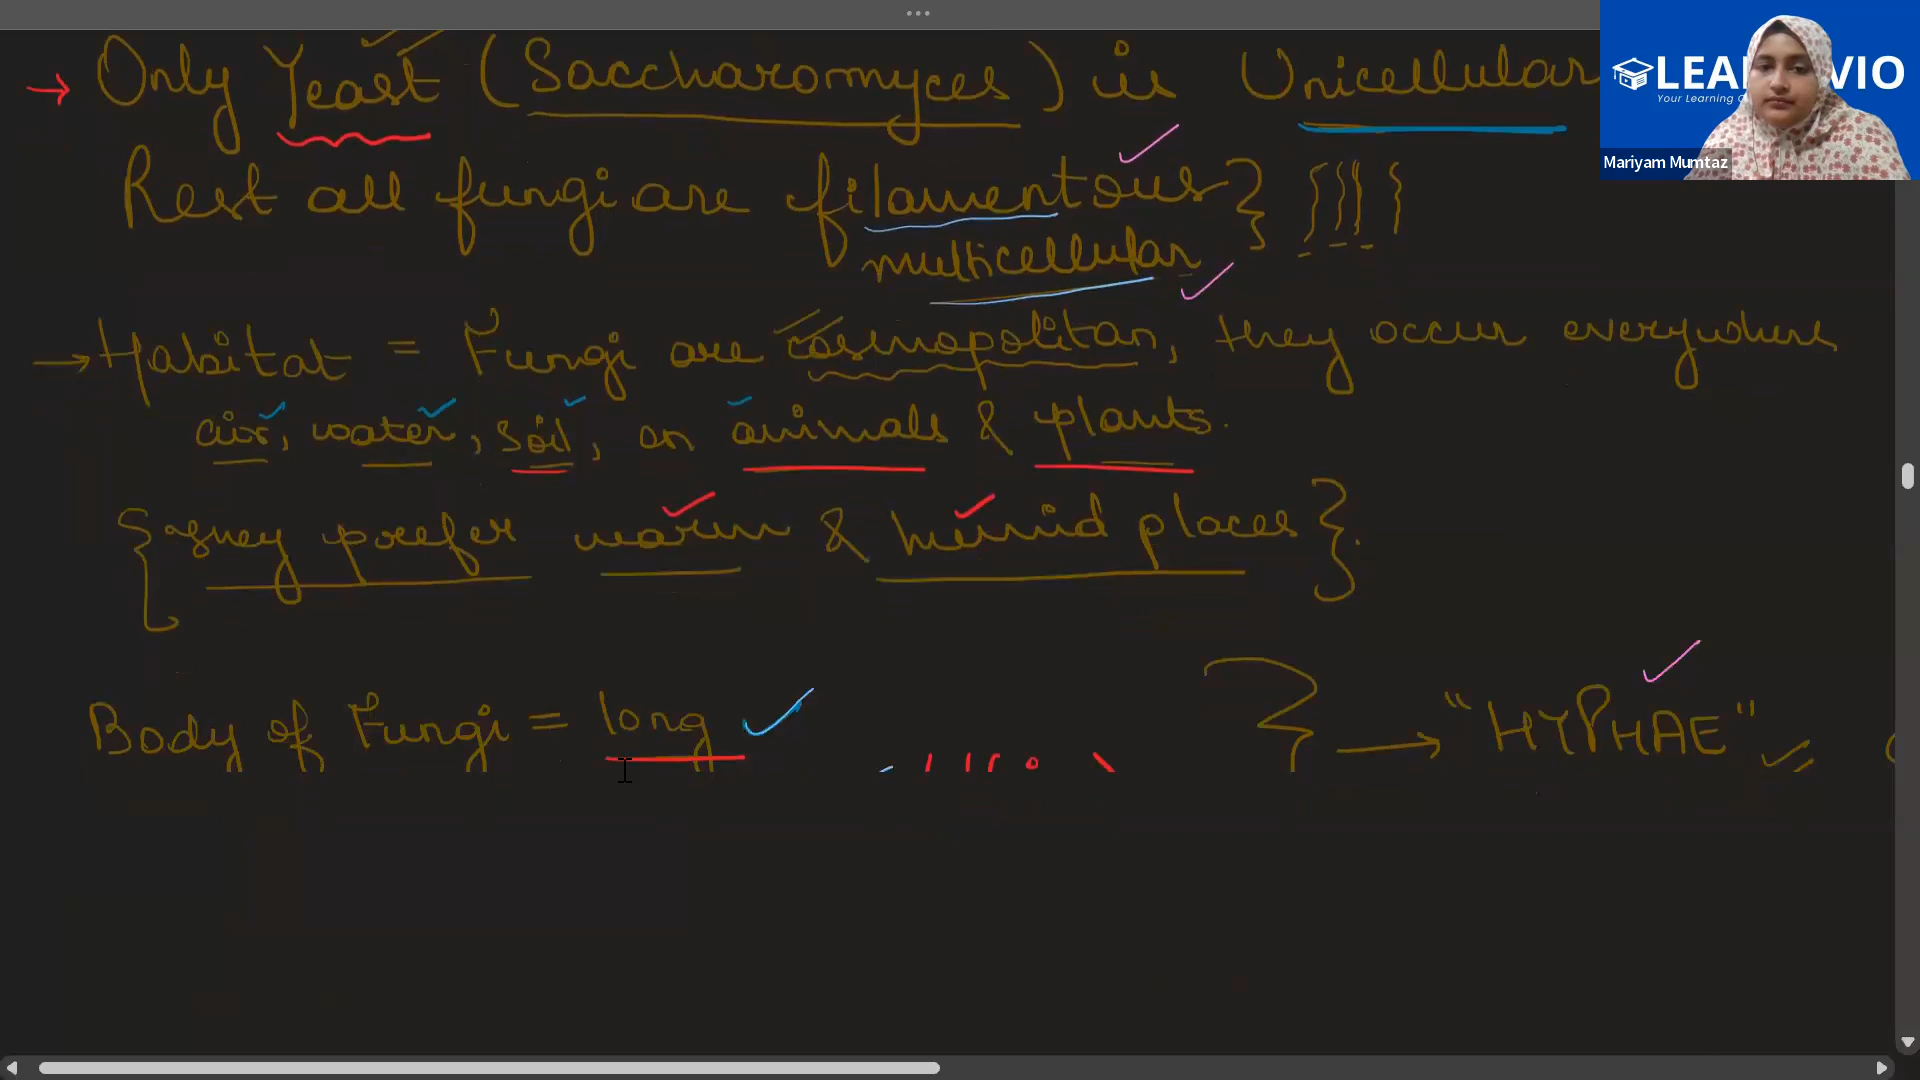 → Only Yeast (Saccharomyces) is Unicellular
Rest all fungi are filamentous }
multicellular
→ Habitat = Fungi are cosmopolitan, they occur everywhere
air, water, soil, on animals & plants.
{ They prefer warm & humid places }.
Body of Fungi = long } → "HYPHAE"
LEA VIO
Your Learning
Mariyam Mumtaz